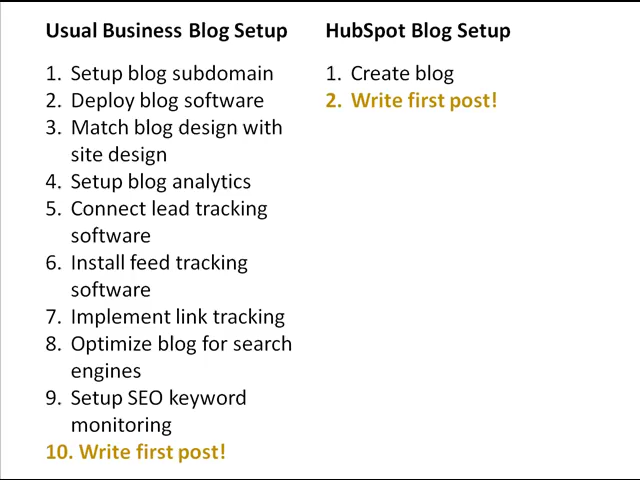 Usual Business Blog Setup
1. Setup blog subdomain
2. Deploy blog software
3. Match blog design with
site design
4. Setup blog analytics
5. Connect lead tracking
software
6. Install feed tracking
software
7. Implement link tracking
8. Optimize blog for search
engines
9. Setup SEO keyword
monitoring
10. Write first post!
HubSpot Blog Setup
1. Create blog
2. Write first post!